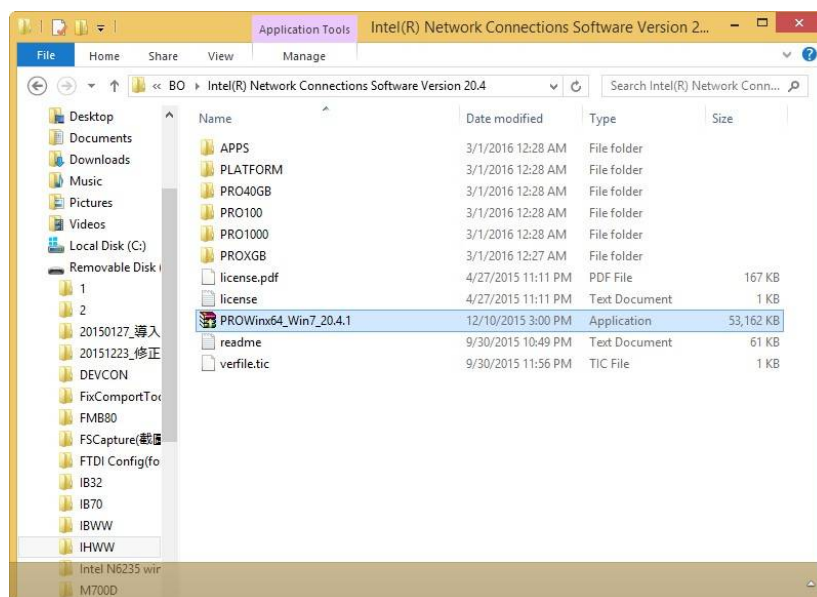 Application Tools
Intel(R) Network Connections Software Version 2...
File Home Share View Manage
« BO Intel(R) Network Connections Software Version 20.4
Search Intel(R) Network Conn...
Name Date modified Type Size
APPS 3/1/2016 12:28 AM File folder
PLATFORM 3/1/2016 12:28 AM File folder
PRO40GB 3/1/2016 12:28 AM File folder
PRO100 3/1/2016 12:28 AM File folder
PRO1000 3/1/2016 12:28 AM File folder
PROXGB 3/1/2016 12:27 AM File folder
license.pdf 4/27/2015 11:11 PM PDF File 167 KB
license 4/27/2015 11:11 PM Text Document 1 KB
PROWinx64_Win7_20.4.1 12/10/2015 3:00 PM Application 53,162 KB
readme 9/30/2015 10:49 PM Text Document 61 KB
verfile.tic 9/30/2015 11:56 PM TIC File 1 KB
Desktop
Documents
Downloads
Music
Pictures
Videos
Local Disk (C:)
Removable Disk
1
2
20150127_導入
20151223_修正
DEVCON
FixComportToo
FMB80
FSCapture(截圖
FTDI Config(fo
IB32
IB70
IBWW
IHWW
Intel N6235 wir
M700D